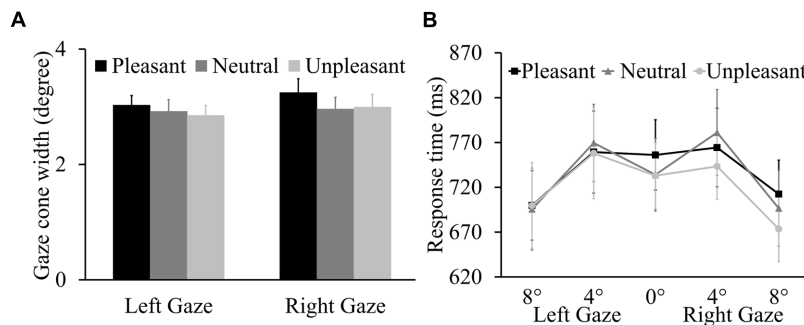 A
Gaze cone width (degree)
4
2
0
Pleasant Neutral Unpleasant
Left Gaze Right Gaze
B
Response time (ms)
870
820
770
720
670
620
Pleasant Neutral Unpleasant
8° 4° 0° 4° 8°
Left Gaze Right Gaze